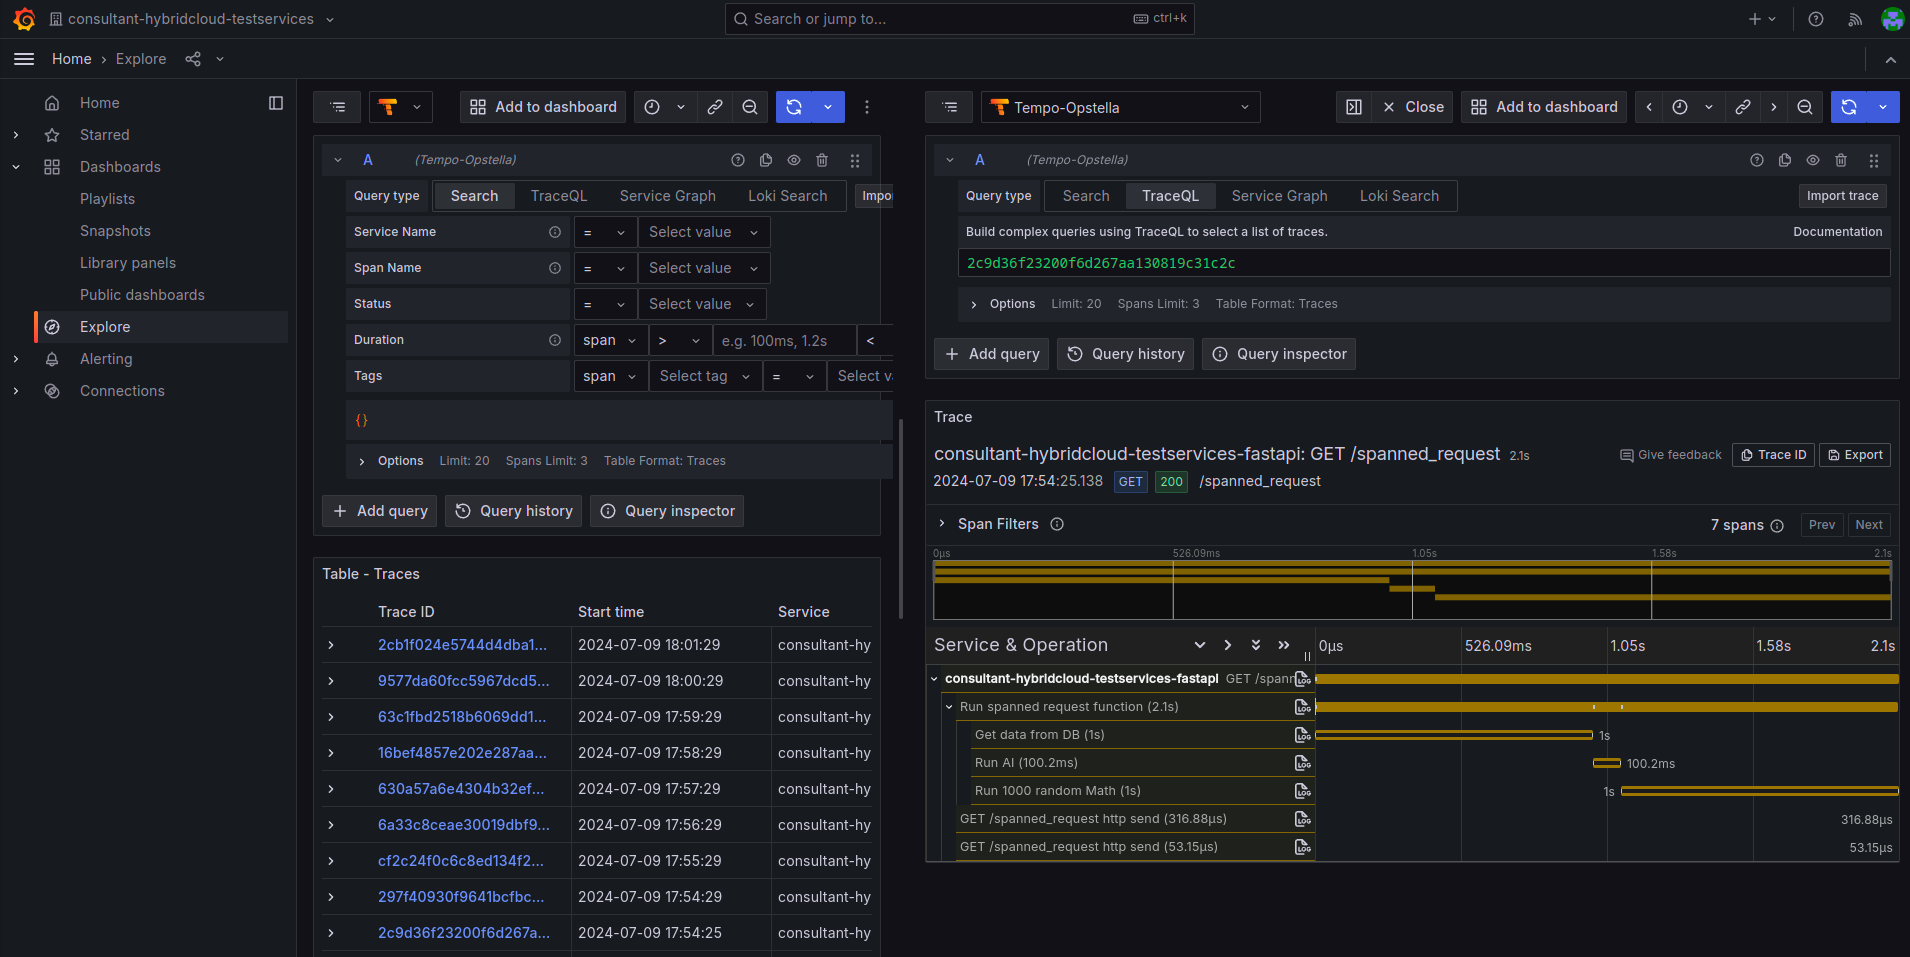 consultant-hybridcloud-testservices
Search or jump to...
ctrl+k
Home › Explore
Home
Starred
Dashboards
Playlists
Snapshots
Library panels
Public dashboards
Explore
Alerting
Connections
Add to dashboard
A (Tempo-Opstella)
Query type Search TraceQL Service Graph Loki Search Impor
Service Name = Select value
Span Name = Select value
Status = Select value
Duration span > e.g. 100ms, 1.2s <
Tags span Select tag = Select va
{}
Options Limit: 20 Spans Limit: 3 Table Format: Traces
+ Add query Query history Query inspector
Table - Traces
Trace ID Start time Service
2cb1f024e5744d4dba1... 2024-07-09 18:01:29 consultant-hy
9577da60fcc5967dcd5... 2024-07-09 18:00:29 consultant-hy
63c1fbd2518b6069dd1... 2024-07-09 17:59:29 consultant-hy
16bef4857e202e287aa... 2024-07-09 17:58:29 consultant-hy
630a57a6e4304b32ef... 2024-07-09 17:57:29 consultant-hy
6a33c8ceae30019dbf9... 2024-07-09 17:56:29 consultant-hy
cf2c24f0c6c8ed134f2... 2024-07-09 17:55:29 consultant-hy
297f40930f9641bcfbc... 2024-07-09 17:54:29 consultant-hy
2c9d36f23200f6d267a... 2024-07-09 17:54:25 consultant-hy
Tempo-Opstella
Close
Add to dashboard
A (Tempo-Opstella)
Query type Search TraceQL Service Graph Loki Search Import trace
Build complex queries using TraceQL to select a list of traces. Documentation
2c9d36f23200f6d267aa130819c31c2c
Options Limit: 20 Spans Limit: 3 Table Format: Traces
+ Add query Query history Query inspector
Trace
consultant-hybridcloud-testservices-fastapi: GET /spanned_request 2.1s
Give feedback Trace ID Export
2024-07-09 17:54:25.138 GET 200 /spanned_request
Span Filters 7 spans Prev Next
0μs 526.09ms 1.05s 1.58s 2.1s
Service & Operation 0μs 526.09ms 1.05s 1.58s 2.1s
consultant-hybridcloud-testservices-fastapi GET /spann
Run spanned request function (2.1s)
Get data from DB (1s) 1s
Run AI (100.2ms) 100.2ms
Run 1000 random Math (1s) 1s
GET /spanned_request http send (316.88μs) 316.88μs
GET /spanned_request http send (53.15μs) 53.15μs